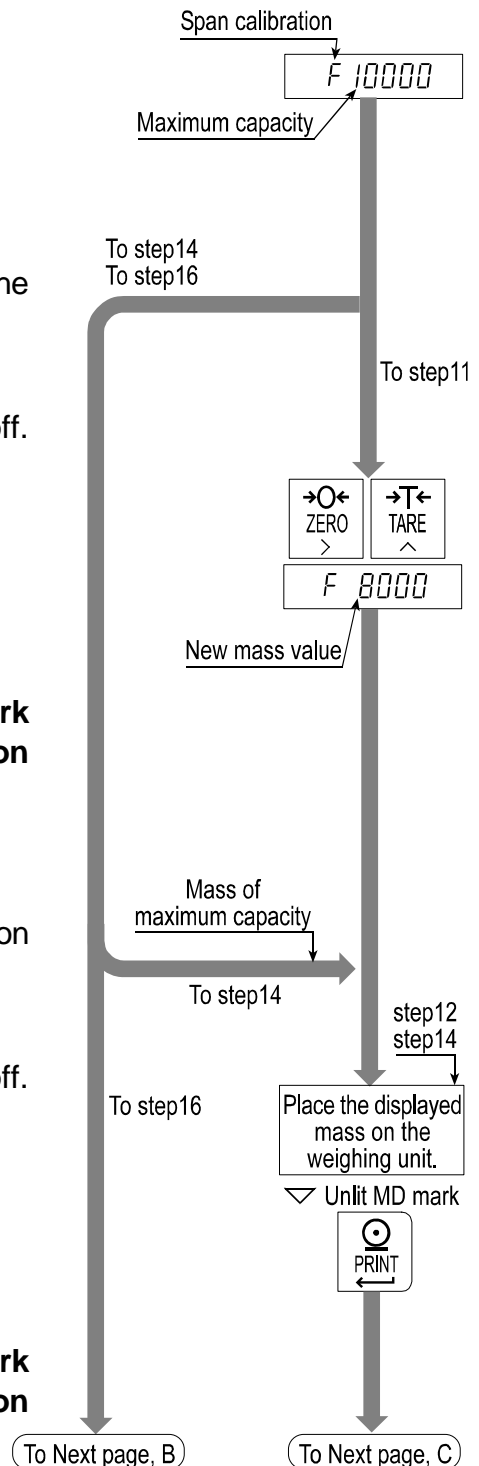 Span calibration
F 10000
Maximum capacity
To step14
To step16
he
To step11
ff.
→O← →T←
ZERO TARE
> ^
F 8000
New mass value
rk
on
Mass of
maximum capacity
on
To step14
step12
step14
ff.
To step16
Place the displayed
mass on the
weighing unit.
Unlit MD mark
PRINT
rk
on
To Next page, B
To Next page, C